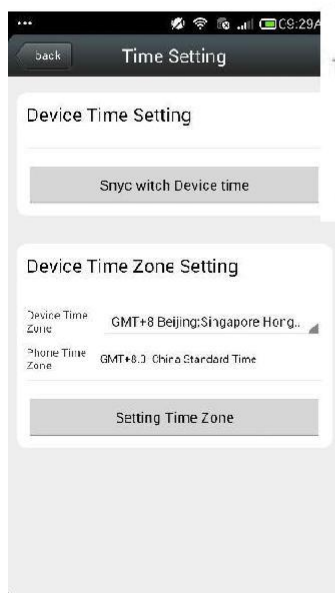 09:29A
back
Time Setting
Device Time Setting
Snyc witch Device time
Device Time Zone Setting
Device Time
Zone
GMT+8 Beijing;Singapore Hong..
Phone Time
Zone
GMT+8.0 China Standard Time
Setting Time Zone